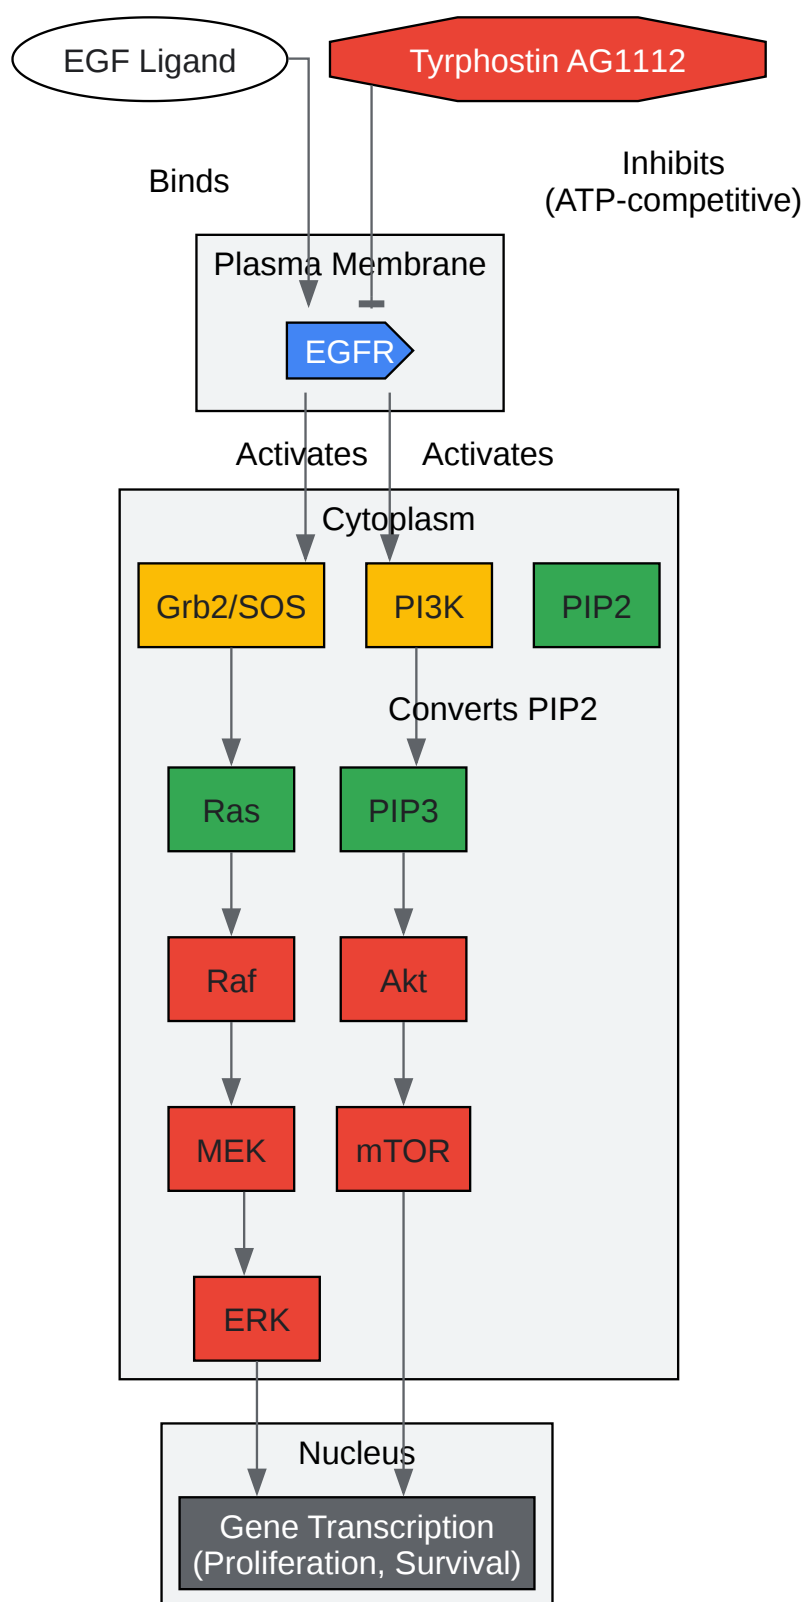 EGF Ligand
Tyrphostin AG1112
Binds
Inhibits
(ATP-competitive)
Plasma Membrane
EGFR
Activates
Activates
Cytoplasm
Grb2/SOS
PI3K
PIP2
Converts PIP2
Ras
PIP3
Raf
Akt
MEK
mTOR
ERK
Nucleus
Gene Transcription
(Proliferation, Survival)